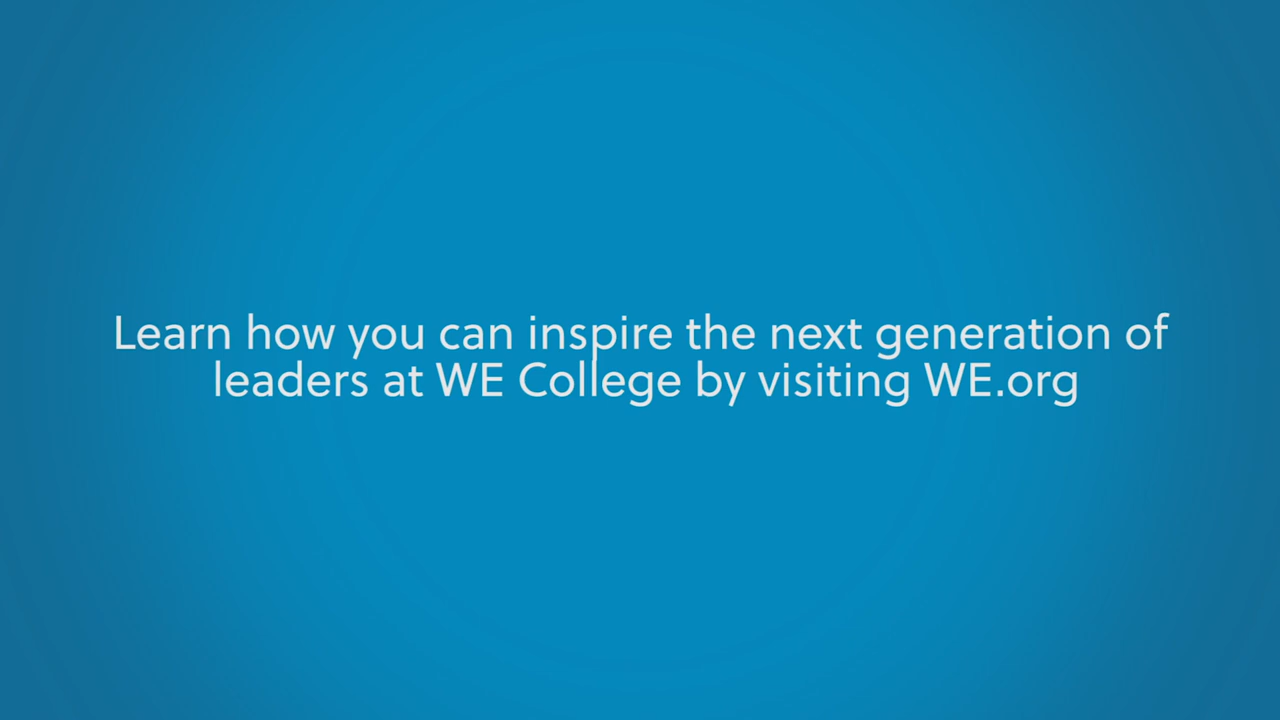 Learn how you can inspire the next generation of
leaders at WE College by visiting WE.org